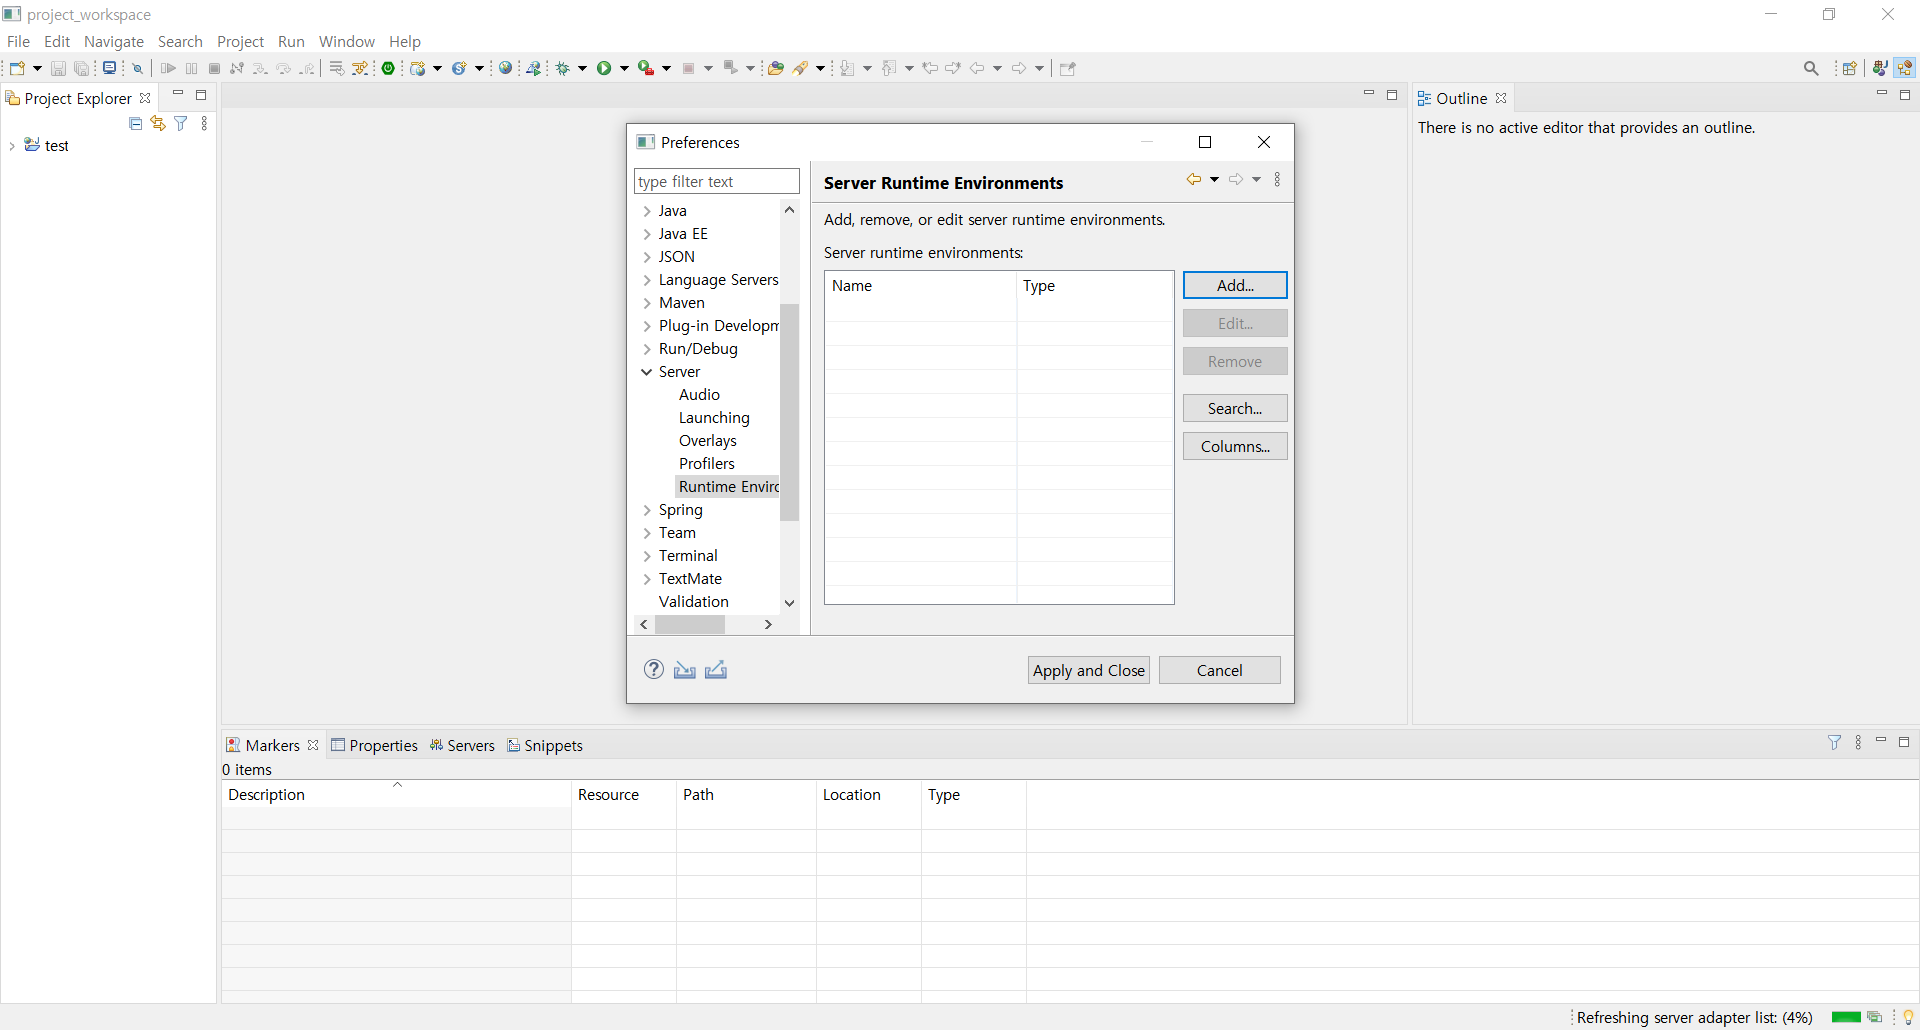 project_workspace
File Edit Navigate Search Project Run Window Help
Project Explorer
test
Outline
There is no active editor that provides an outline.
Preferences
type filter text
Java
Java EE
JSON
Language Servers
Maven
Plug-in Developm
Run/Debug
Server
Audio
Launching
Overlays
Profilers
Runtime Enviro
Spring
Team
Terminal
TextMate
Validation
Server Runtime Environments
Add, remove, or edit server runtime environments.
Server runtime environments:
Name Type
Add...
Edit...
Remove
Search...
Columns...
Apply and Close Cancel
Markers Properties Servers Snippets
0 items
Description Resource Path Location Type
Refreshing server adapter list: (4%)